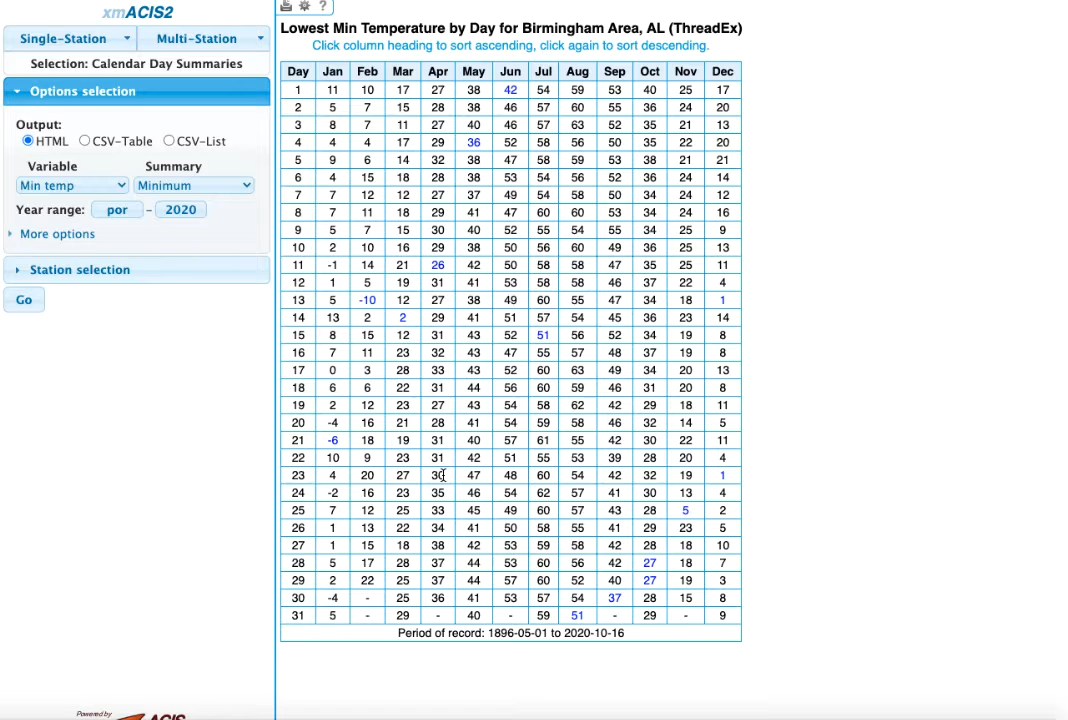 xmACIS2
Single-Station
Multi-Station
Selection: Calendar Day Summaries
Options selection
Output:
HTML CSV-Table CSV-List
Variable Summary
Min temp Minimum
Year range: por – 2020
More options
Station selection
Go
Powered by
ACIS
?
Lowest Min Temperature by Day for Birmingham Area, AL (ThreadEx)
Click column heading to sort ascending, click again to sort descending.
Day Jan Feb Mar Apr May Jun Jul Aug Sep Oct Nov Dec
1 11 10 17 27 38 42 54 59 53 40 25 17
2 5 7 15 28 38 46 57 60 55 36 24 20
3 8 7 11 27 40 46 57 63 52 35 21 13
4 4 4 17 29 36 52 58 56 50 35 22 20
5 9 6 14 32 38 47 58 59 53 38 21 21
6 4 15 18 28 38 53 54 56 52 36 24 14
7 7 12 12 27 37 49 54 58 50 34 24 12
8 7 11 18 29 41 47 60 60 53 34 24 16
9 5 7 15 30 40 52 55 54 55 34 25 9
10 2 10 16 29 38 50 56 60 49 36 25 13
11 -1 14 21 26 42 50 58 58 47 35 25 11
12 1 5 19 31 41 53 58 58 46 37 22 4
13 5 -10 12 27 38 49 60 55 47 34 18 1
14 13 2 2 29 41 51 57 54 45 36 23 14
15 8 15 12 31 43 52 51 56 52 34 19 8
16 7 11 23 32 43 47 55 57 48 37 19 8
17 0 3 28 33 43 52 60 63 49 34 20 13
18 6 6 22 31 44 56 60 59 46 31 20 8
19 2 12 23 27 43 54 58 62 42 29 18 11
20 -4 16 21 28 41 54 59 58 46 32 14 5
21 -6 18 19 31 40 57 61 55 42 30 22 11
22 10 9 23 31 42 51 55 53 39 28 20 4
23 4 20 27 30 47 48 60 54 42 32 19 1
24 -2 16 23 35 46 54 62 57 41 30 13 4
25 7 12 25 33 45 49 60 57 43 28 5 2
26 1 13 22 34 41 50 58 55 41 29 23 5
27 1 15 18 38 42 53 59 58 42 28 18 10
28 5 17 28 37 44 53 60 56 42 27 18 7
29 2 22 25 37 44 57 60 52 40 27 19 3
30 -4 - 25 36 41 53 57 54 37 28 15 8
31 5 - 29 - 40 - 59 51 - 29 - 9
Period of record: 1896-05-01 to 2020-10-16